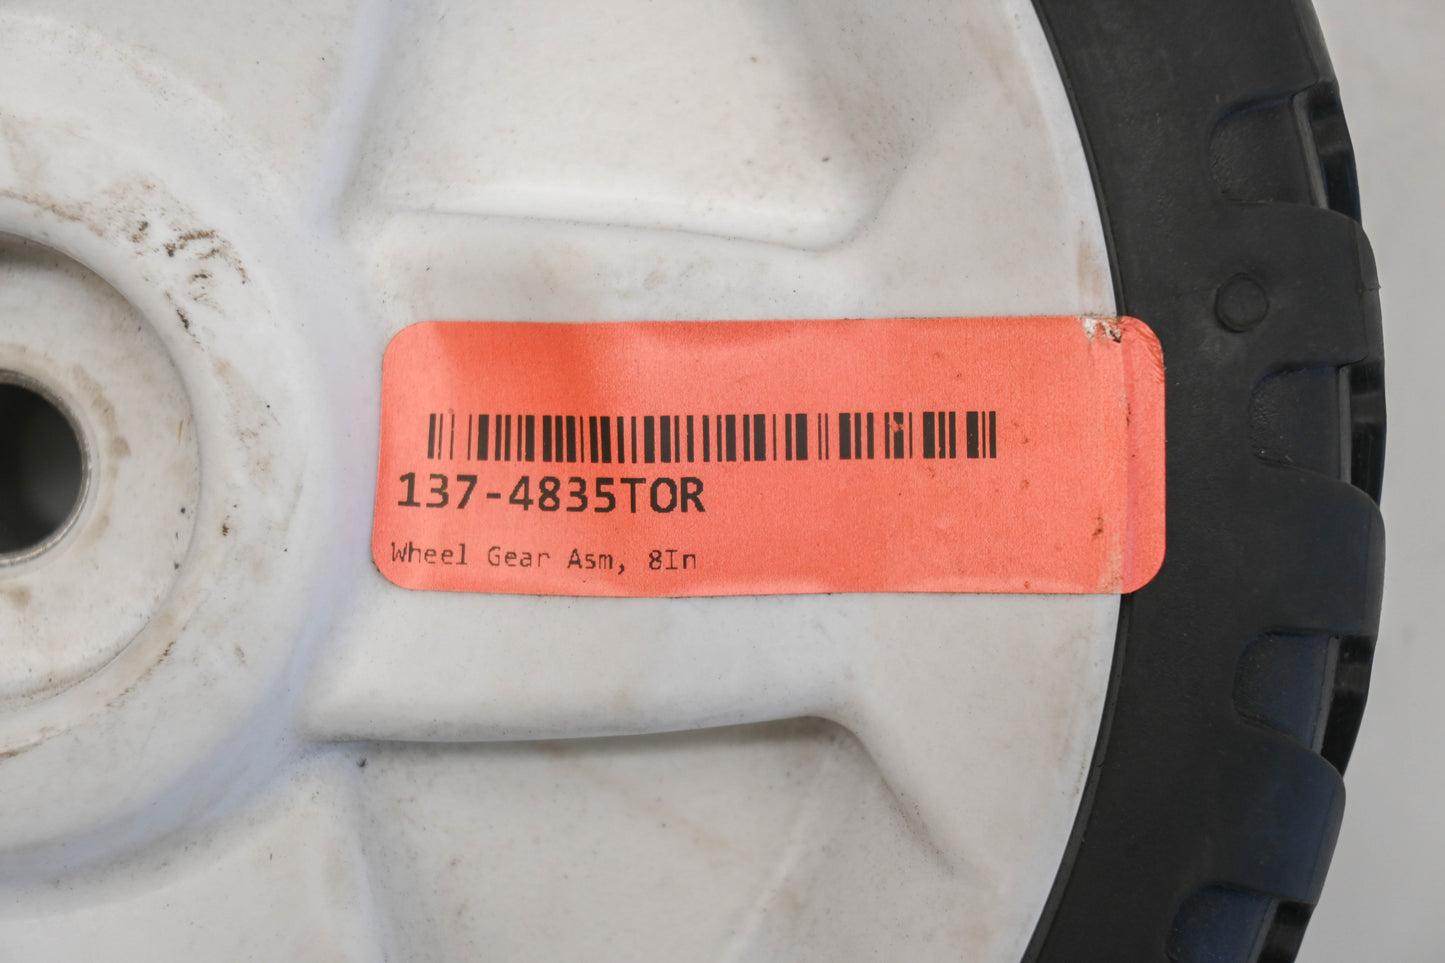 137-4835TOR
Wheel Gear Asm, 8In